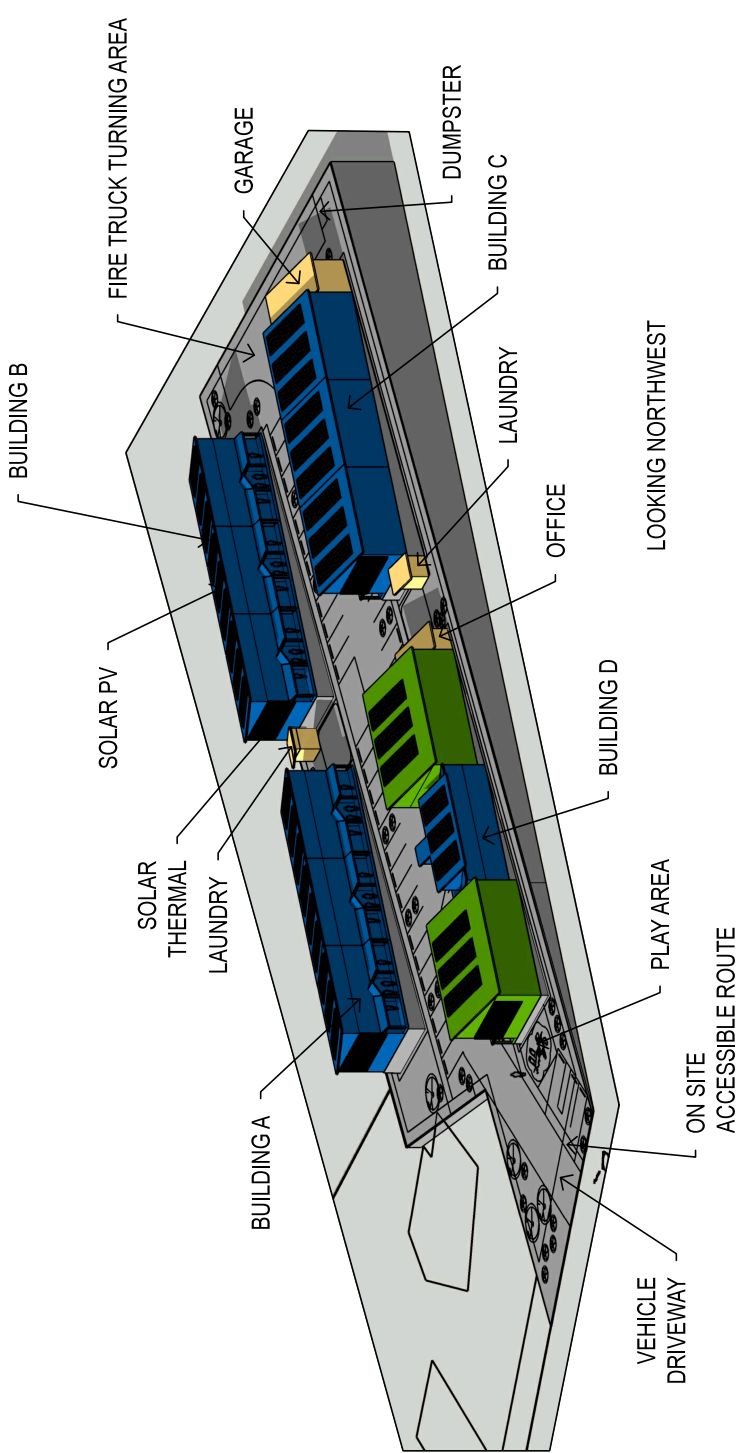 BUILDING B
FIRE TRUCK TURNING AREA
GARAGE
DUMPSTER
BUILDING C
SOLAR PV
LAUNDRY
OFFICE
LOOKING NORTHWEST
SOLAR
THERMAL
LAUNDRY
BUILDING D
BUILDING A
PLAY AREA
ON SITE
ACCESSIBLE ROUTE
VEHICLE
DRIVEWAY